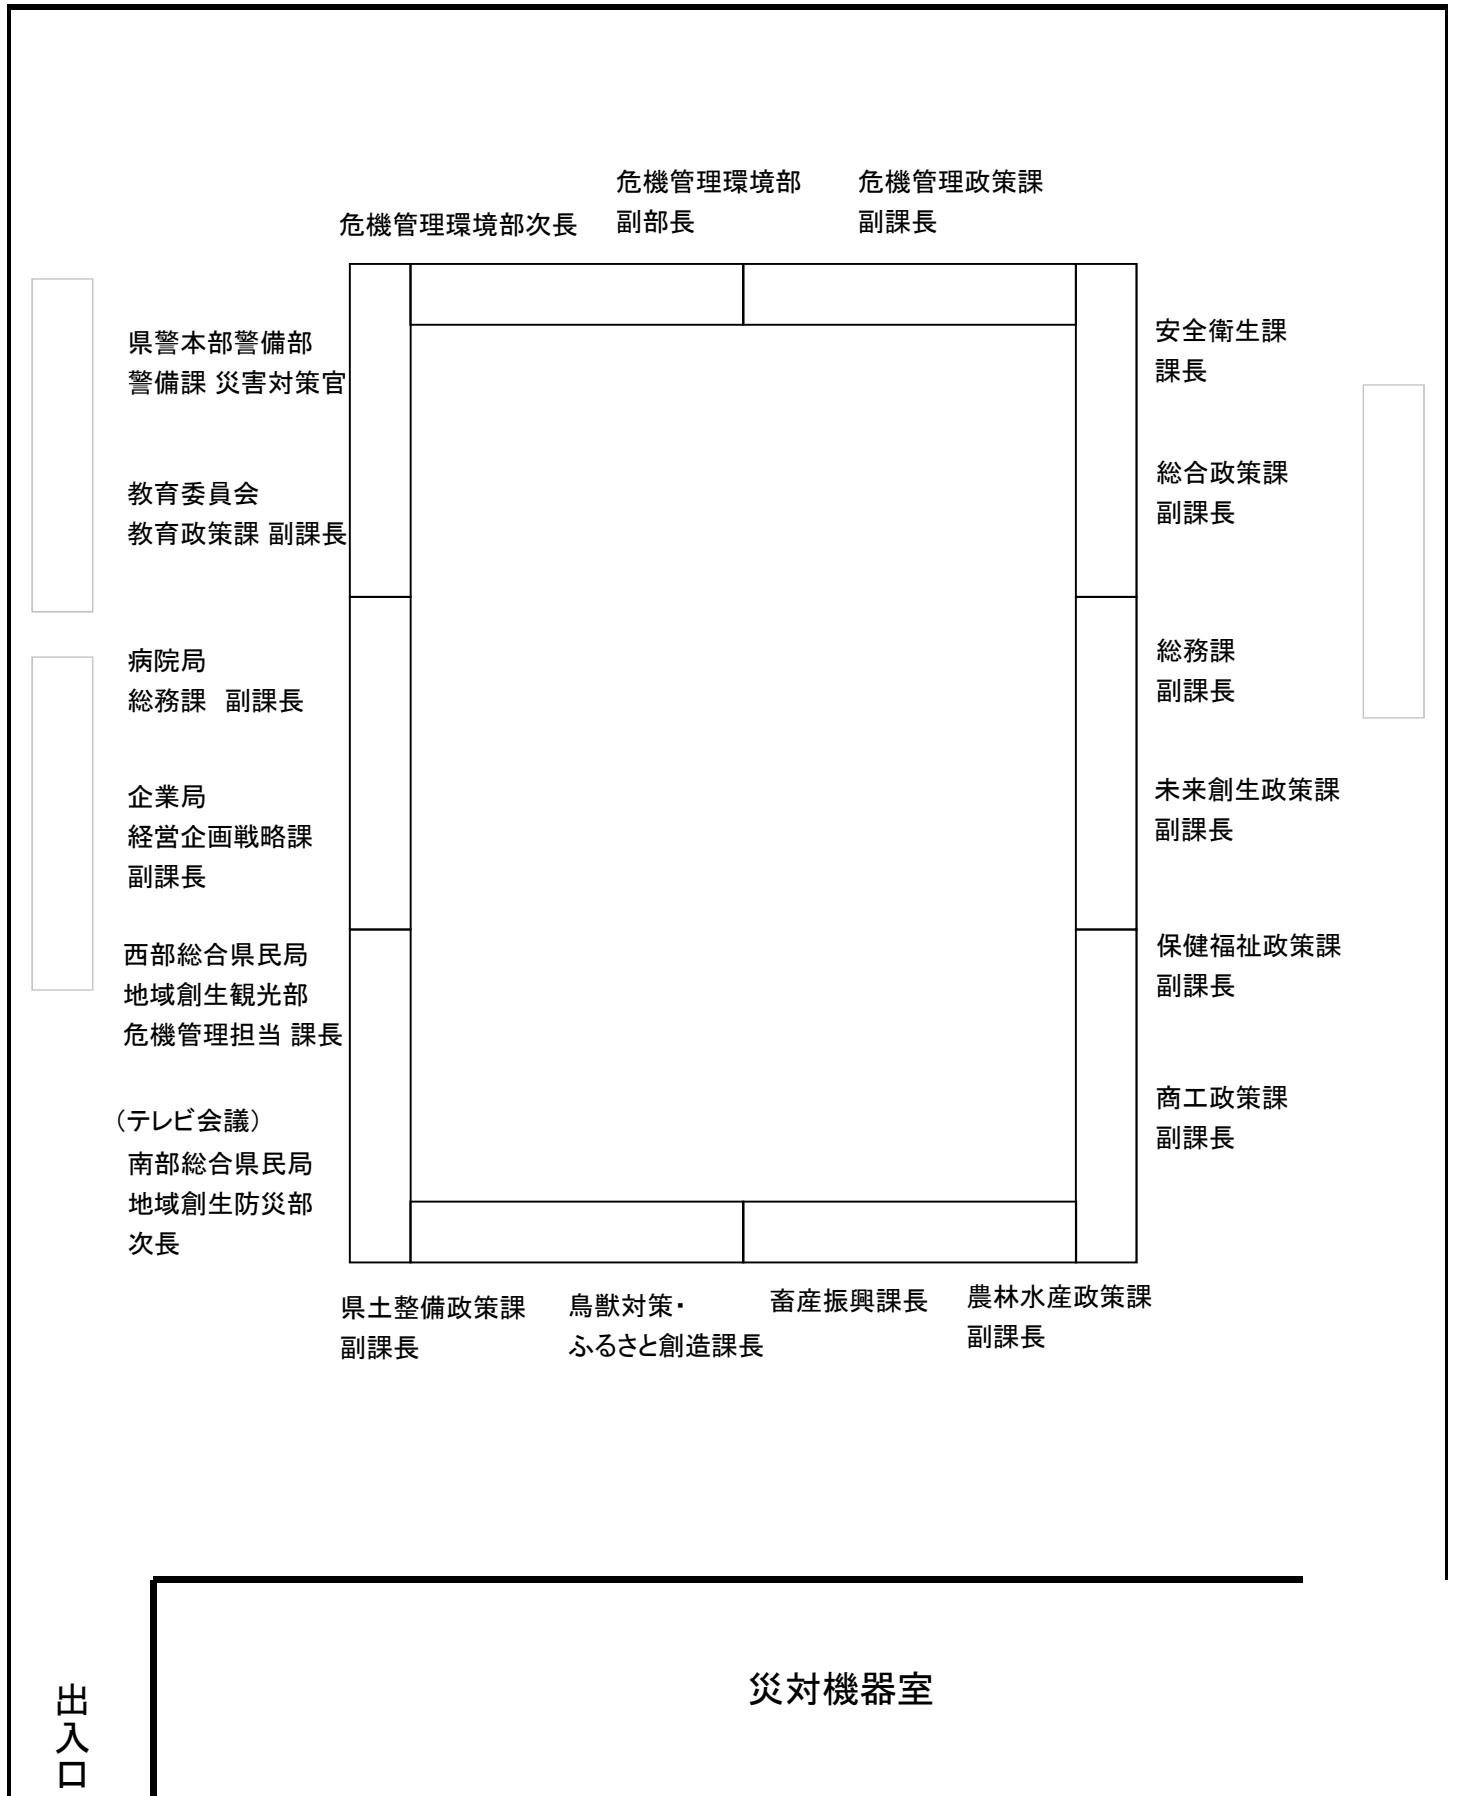 危機管理環境部次長
危機管理環境部
副部長
危機管理政策課
副課長
県警本部警備部
警備課 災害対策官
教育委員会
教育政策課 副課長
病院局
総務課　副課長
企業局
経営企画戦略課
副課長
西部総合県民局
地域創生観光部
危機管理担当 課長
（テレビ会議）
南部総合県民局
地域創生防災部
次長
安全衛生課
課長
総合政策課
副課長
総務課
副課長
未来創生政策課
副課長
保健福祉政策課
副課長
商工政策課
副課長
県土整備政策課
副課長
鳥獣対策・
ふるさと創造課長
畜産振興課長
農林水産政策課
副課長
災対機器室
出入口